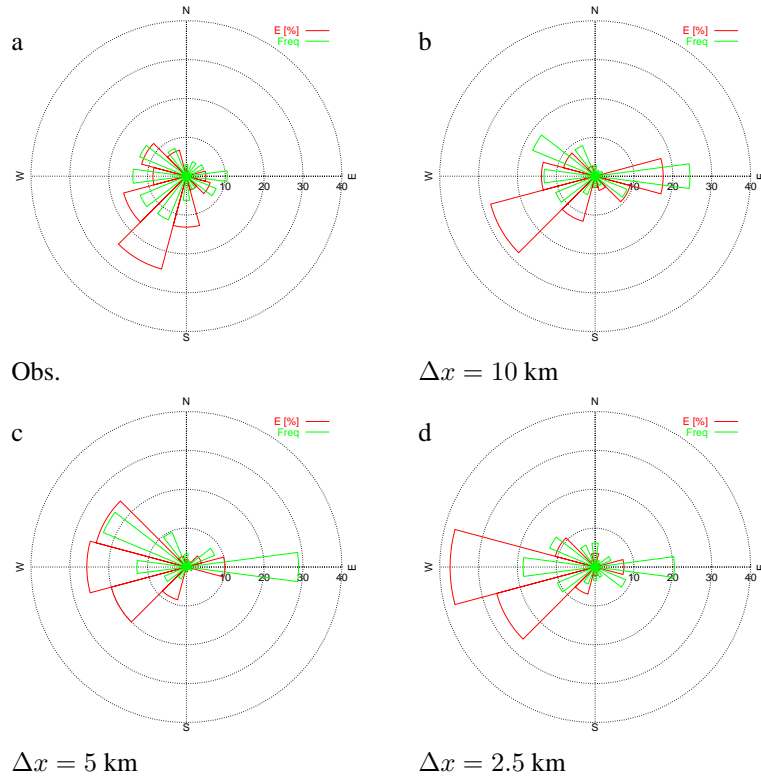 a
N
E [%]
Freq
W
E
10 20 30 40
S
Obs.
b
N
E [%]
Freq
W
E
10 20 30 40
S
Δx = 10 km
c
N
E [%]
Freq
W
E
10 20 30 40
S
Δx = 5 km
d
N
E [%]
Freq
W
E
10 20 30 40
S
Δx = 2.5 km